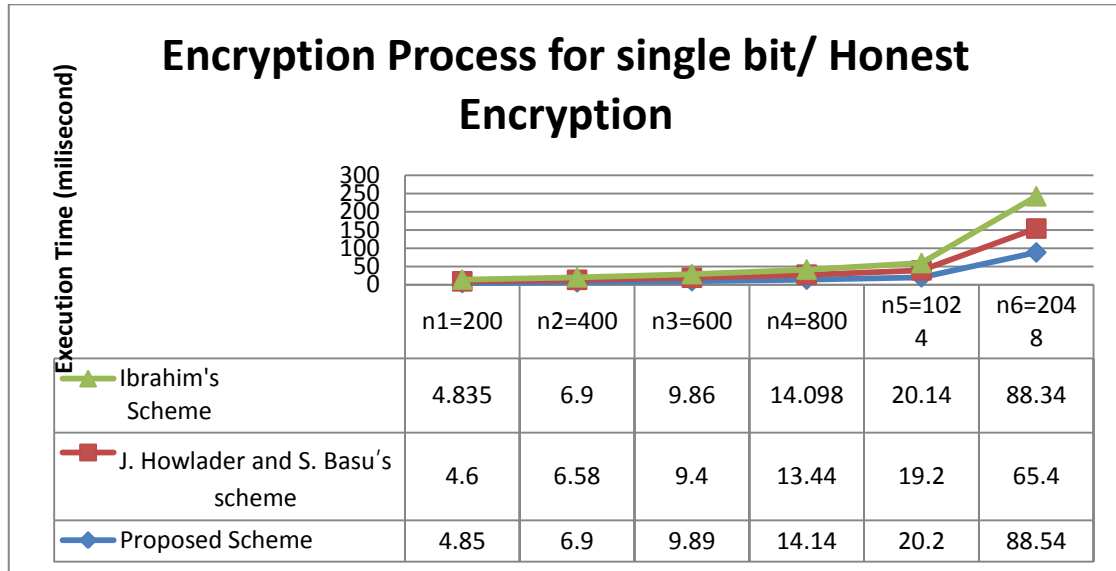 Encryption Process for single bit/ Honest
Encryption
Execution Time (milisecond)
300
250
200
150
100
50
0
n1=200 n2=400 n3=600 n4=800 n5=102 n6=204
4 8
Ibrahim's
Scheme 4.835 6.9 9.86 14.098 20.14 88.34
J. Howlader and S. Basu's
scheme 4.6 6.58 9.4 13.44 19.2 65.4
Proposed Scheme 4.85 6.9 9.89 14.14 20.2 88.54